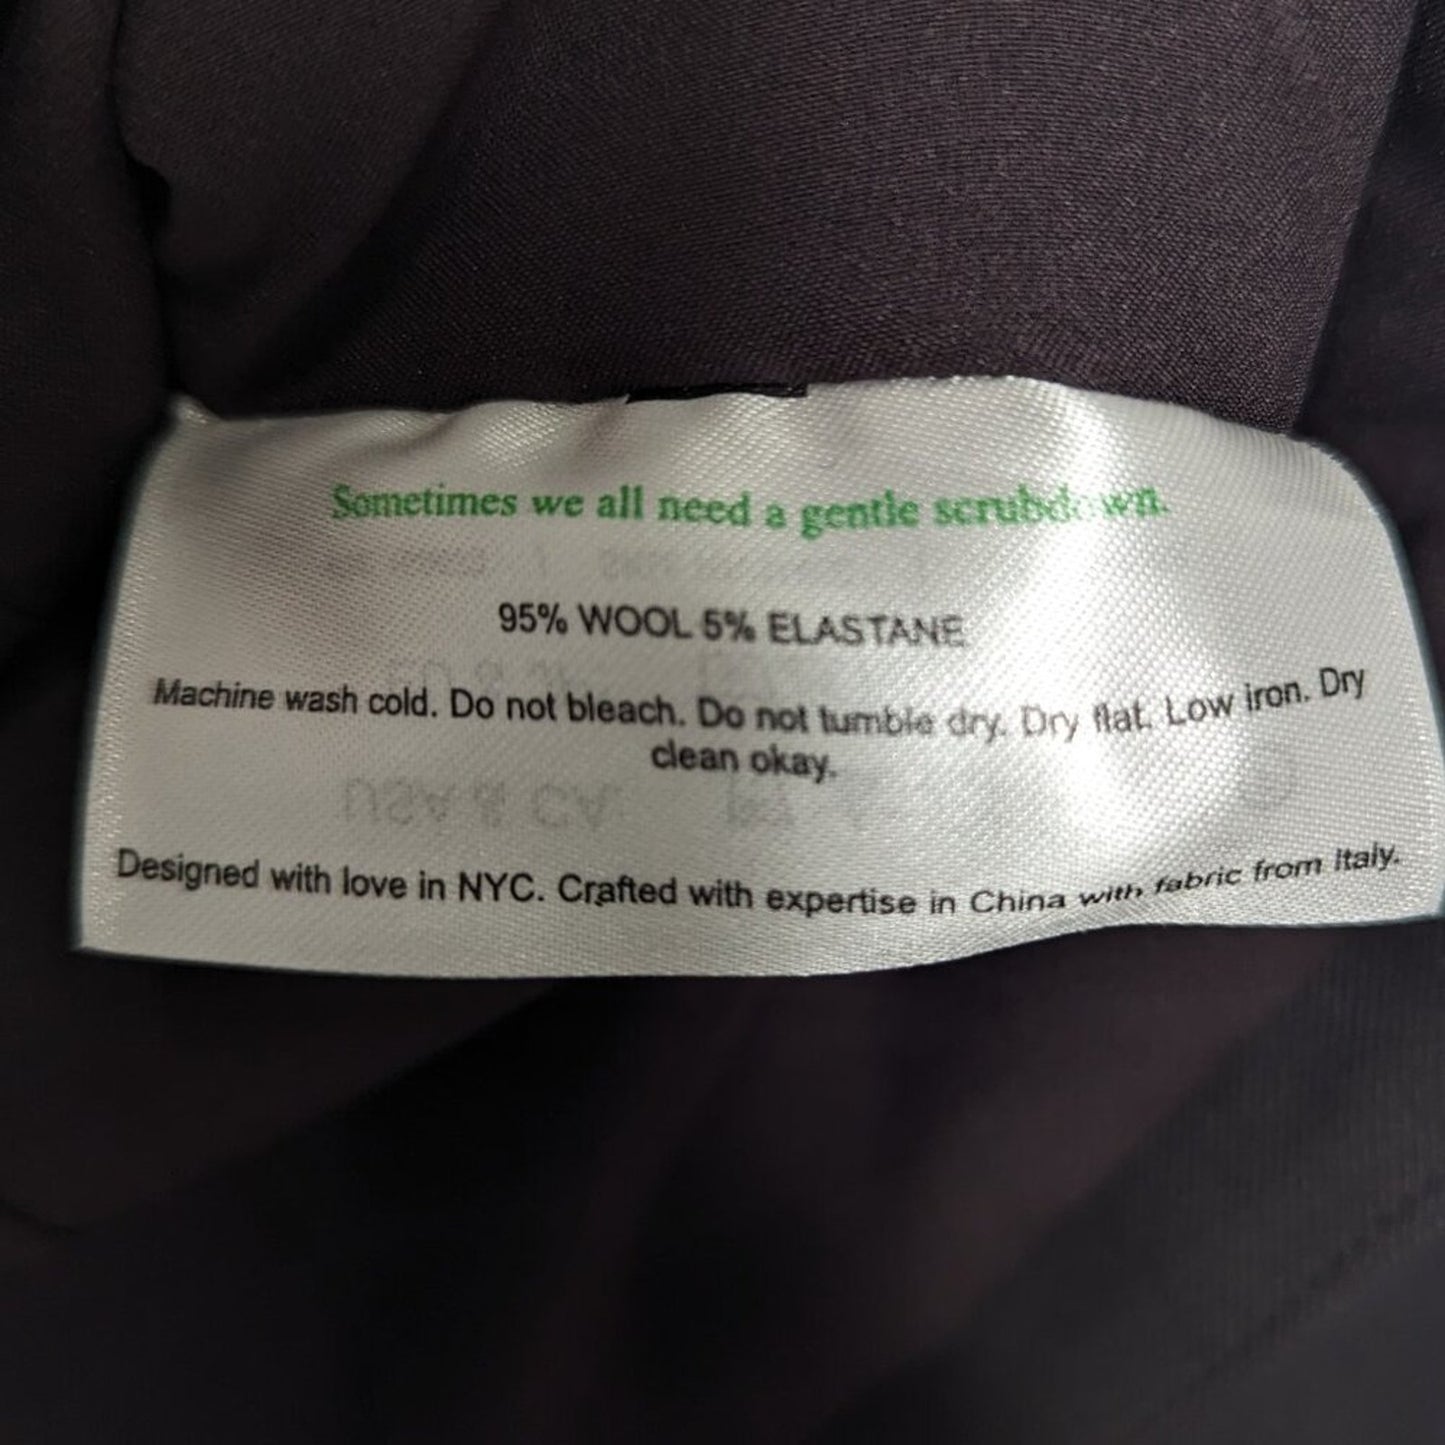 Sometimes we all need a gentle scrubdown.
95% WOOL 5% ELASTANE
Machine wash cold. Do not bleach. Do not tumble dry. Dry flat. Low iron. Dry
clean okay.
USA & CA
Designed with love in NYC. Crafted with expertise in China with fabric from Italy.